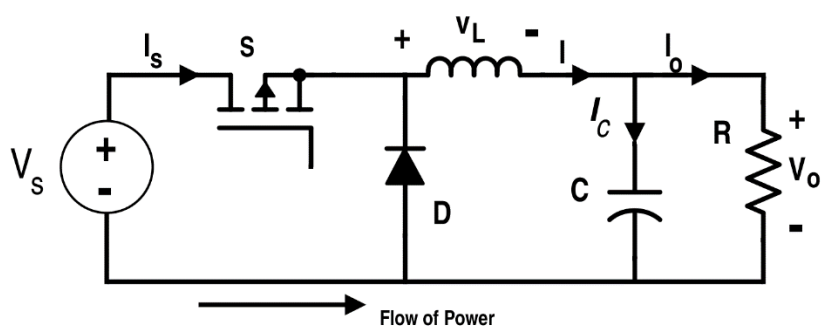 I_s S + v_L - I I_o
V_s + - D I_C C R + V_o -
Flow of Power